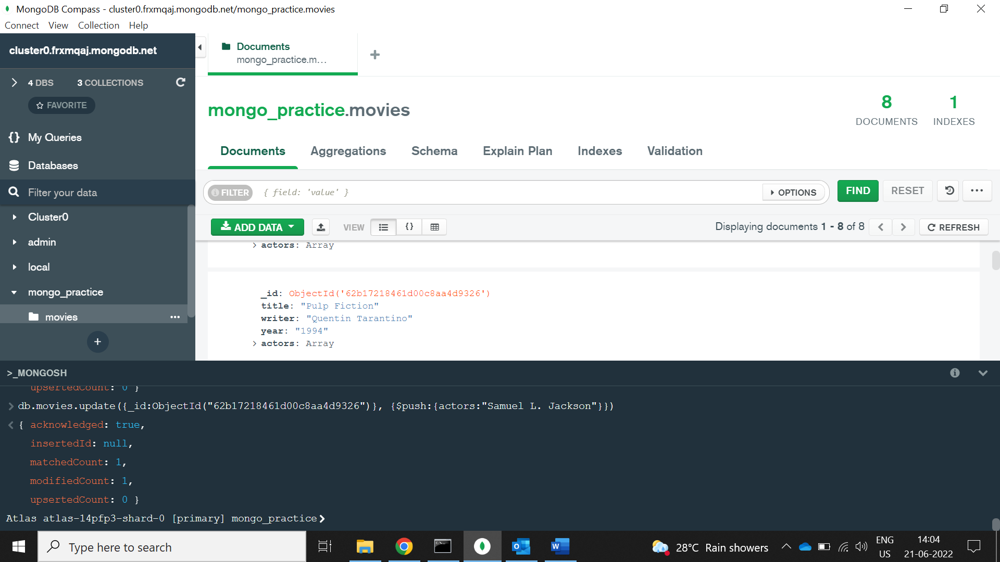 MongoDB Compass - cluster0.frxmqaj.mongodb.net/mongo_practice.movies
Connect View Collection Help
cluster0.frxmqaj.mongodb.net
4 DBS 3 COLLECTIONS
FAVORITE
{} My Queries
Databases
Filter your data
Cluster0
admin
local
mongo_practice
movies
+
Documents
mongo_practice.m...
+
mongo_practice.movies
8
DOCUMENTS
1
INDEXES
Documents Aggregations Schema Explain Plan Indexes Validation
FILTER { field: 'value' } OPTIONS FIND RESET
ADD DATA VIEW {} Displaying documents 1 - 8 of 8 REFRESH
> actors: Array
_id: ObjectId('62b17218461d00c8aa4d9326')
title: "Pulp Fiction"
writer: "Quentin Tarantino"
year: "1994"
> actors: Array
>_MONGOSH
upsertedCount: 0 }
> db.movies.update({_id:ObjectId("62b17218461d00c8aa4d9326")}, {$push:{actors:"Samuel L. Jackson"}})
< { acknowledged: true,
insertedId: null,
matchedCount: 1,
modifiedCount: 1,
upsertedCount: 0 }
Atlas atlas-14pfp3-shard-0 [primary] mongo_practice>
Type here to search
28°C Rain showers
ENG
US
14:04
21-06-2022